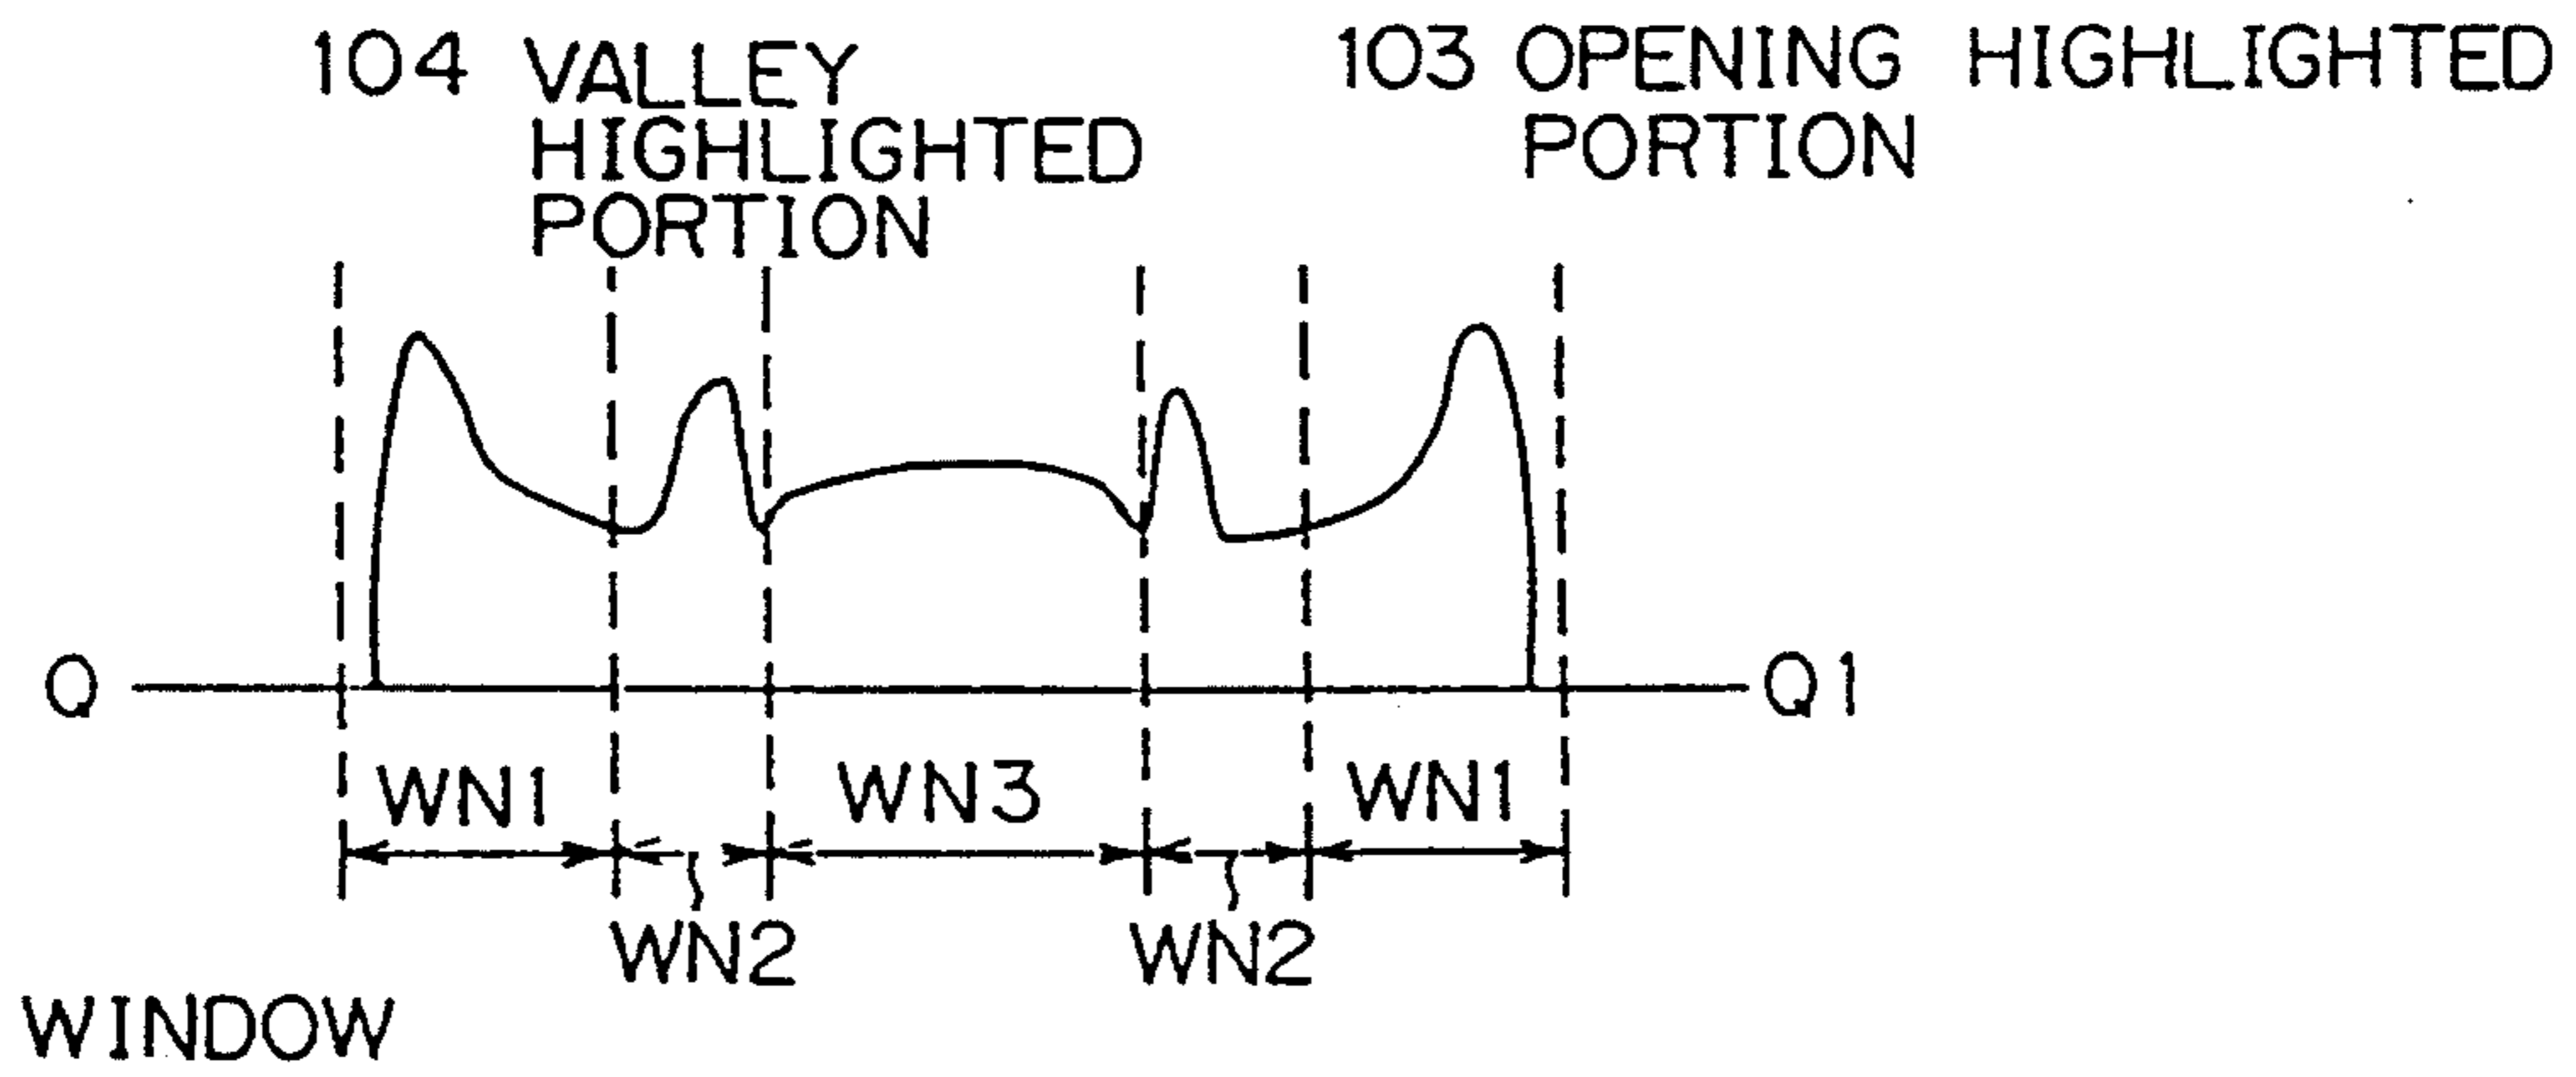 104 VALLEY
HIGHLIGHTED
PORTION
103 OPENING HIGHLIGHTED
PORTION
Q
Q1
WN1
WN3
WN1
WN2
WN2
WINDOW